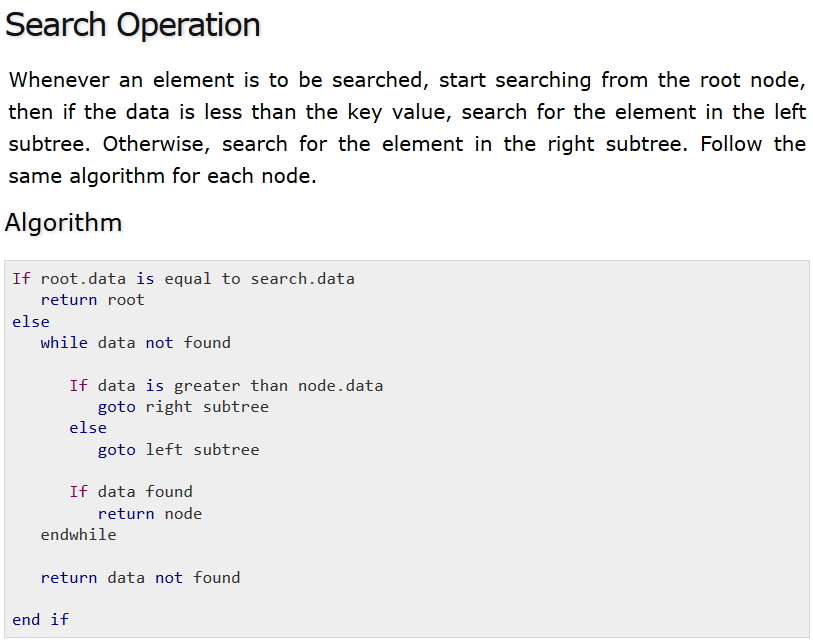 Search Operation
Whenever an element is to be searched, start searching from the root node,
then if the data is less than the key value, search for the element in the left
subtree. Otherwise, search for the element in the right subtree. Follow the
same algorithm for each node.
Algorithm
If root.data is equal to search.data
   return root
else
   while data not found

      If data is greater than node.data
         goto right subtree
      else
         goto left subtree

      If data found
         return node
   endwhile

   return data not found

end if